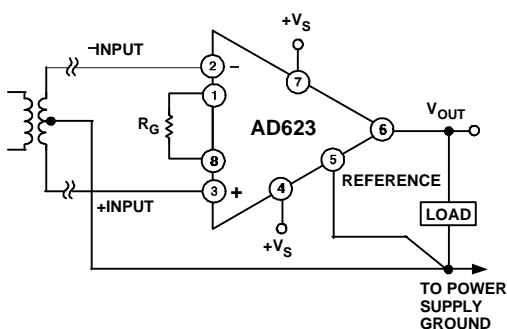 +VS
−INPUT
2 −
7
1
RG
AD623
6
VOUT
8
5
REFERENCE
3 +
4
+INPUT
LOAD
+VS
TO POWER
SUPPLY
GROUND